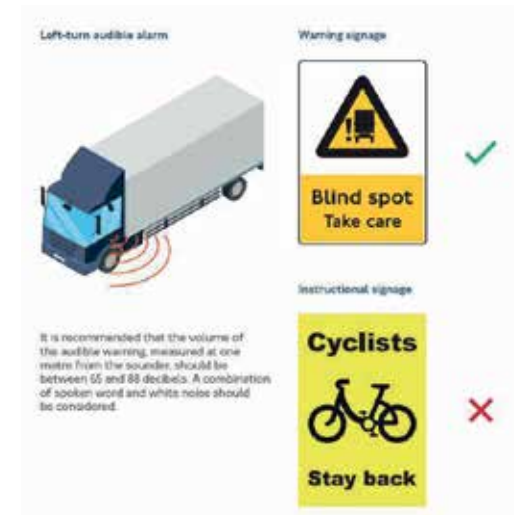 Left-turn audible alarm
It is recommended that the volume of
the audible warning, measured at one
metre from the sounder, should be
between 65 and 88 decibels. A combination
of spoken word and white noise should
be considered.
Warning signage
Blind spot
Take care
Instructional signage
Cyclists
Stay back